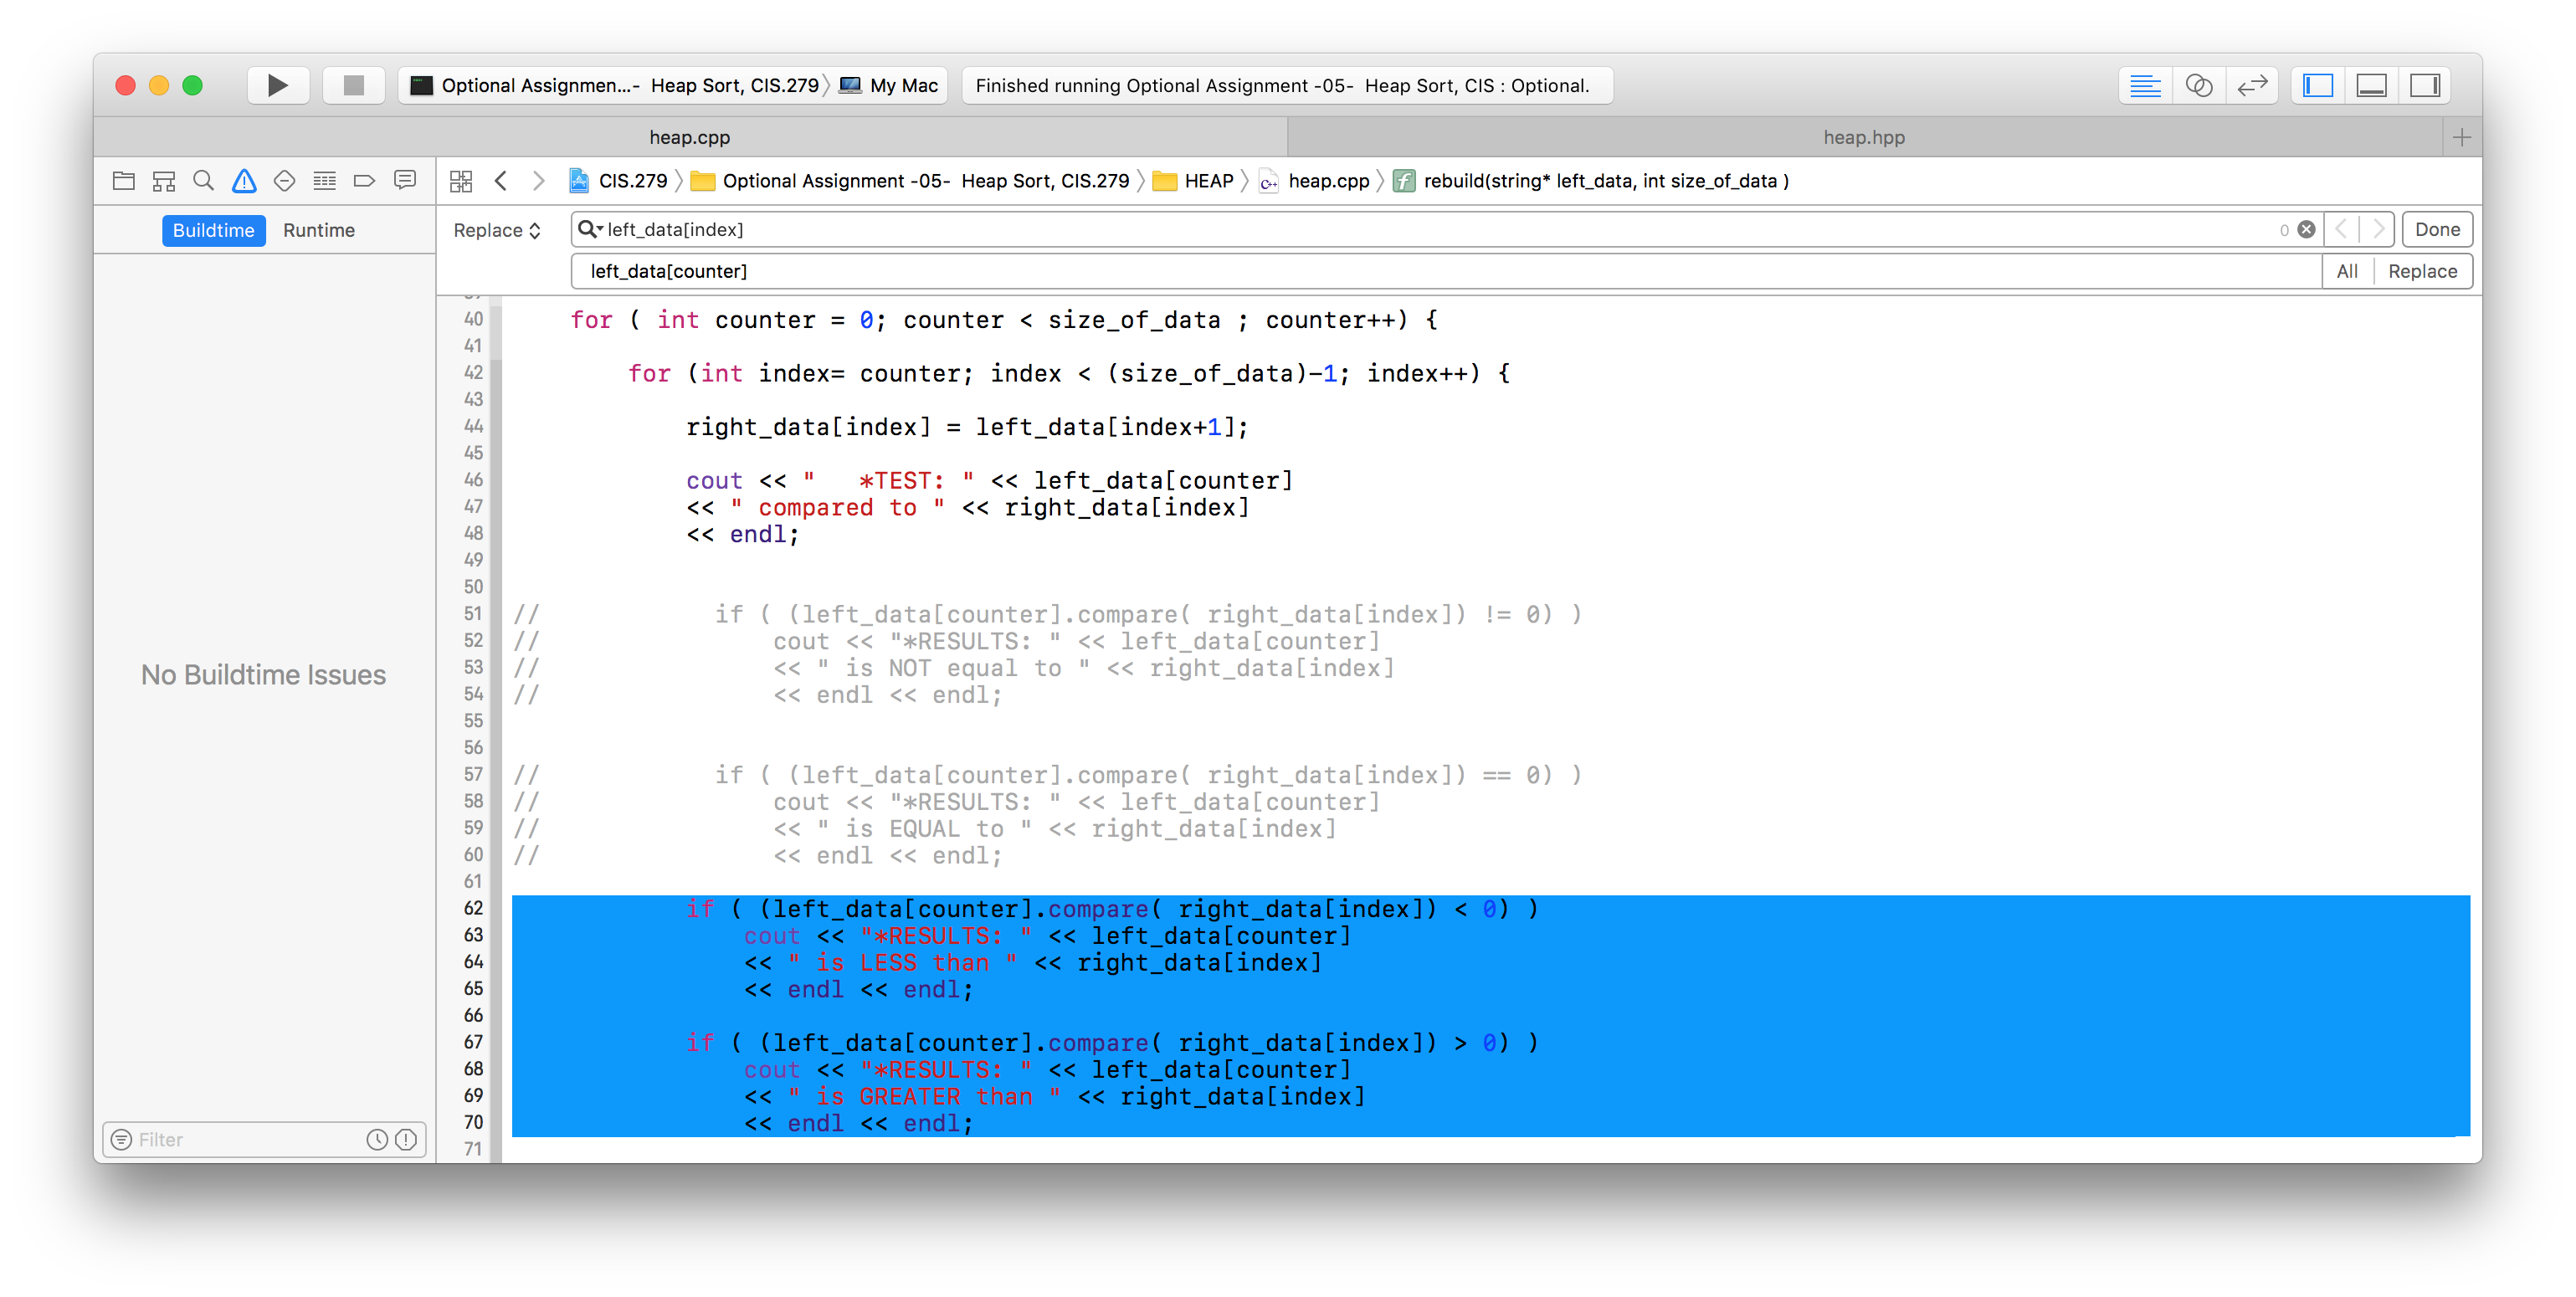 Optional Assignmen...- Heap Sort, CIS.279 〉 My Mac
Finished running Optional Assignment -05- Heap Sort, CIS : Optional.
heap.cpp
heap.hpp
CIS.279 〉 Optional Assignment -05- Heap Sort, CIS.279 〉 HEAP 〉 heap.cpp 〉 rebuild(string* left_data, int size_of_data )
Buildtime Runtime
Replace left_data[index] 0 Done
left_data[counter] All Replace
No Buildtime Issues
Filter
40 for ( int counter = 0; counter < size_of_data ; counter++) {
41
42 for (int index= counter; index < (size_of_data)-1; index++) {
43
44 right_data[index] = left_data[index+1];
45
46 cout << "   *TEST: " << left_data[counter]
47 << " compared to " << right_data[index]
48 << endl;
49
50
51 // if ( (left_data[counter].compare( right_data[index]) != 0) )
52 // cout << "*RESULTS: " << left_data[counter]
53 // << " is NOT equal to " << right_data[index]
54 // << endl << endl;
55
56
57 // if ( (left_data[counter].compare( right_data[index]) == 0) )
58 // cout << "*RESULTS: " << left_data[counter]
59 // << " is EQUAL to " << right_data[index]
60 // << endl << endl;
61
62 if ( (left_data[counter].compare( right_data[index]) < 0) )
63 cout << "*RESULTS: " << left_data[counter]
64 << " is LESS than " << right_data[index]
65 << endl << endl;
66
67 if ( (left_data[counter].compare( right_data[index]) > 0) )
68 cout << "*RESULTS: " << left_data[counter]
69 << " is GREATER than " << right_data[index]
70 << endl << endl;
71